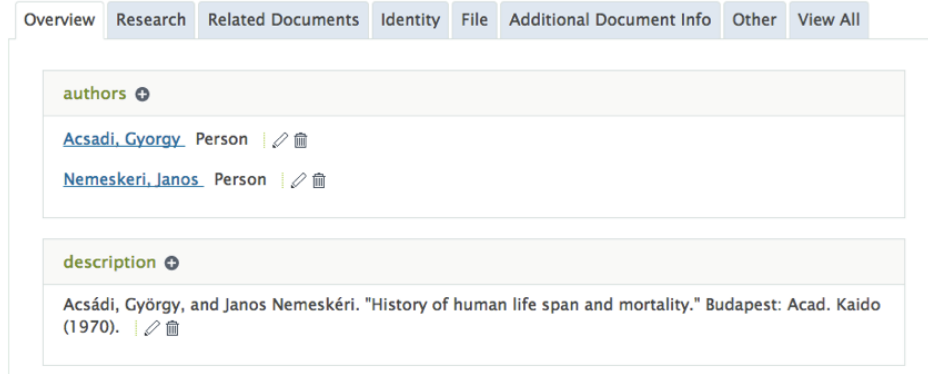 Overview Research Related Documents Identity File Additional Document Info Other View All
authors
Acsadi, Gyorgy Person
Nemeskeri, Janos Person
description
Acsádi, György, and Janos Nemeskéri. "History of human life span and mortality." Budapest: Acad. Kaido
(1970).